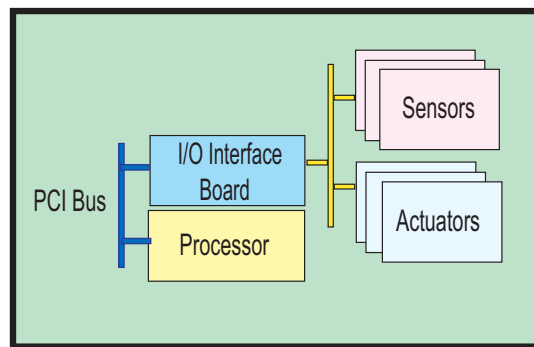 Sensors
I/O Interface
Board
PCI Bus
Actuators
Processor